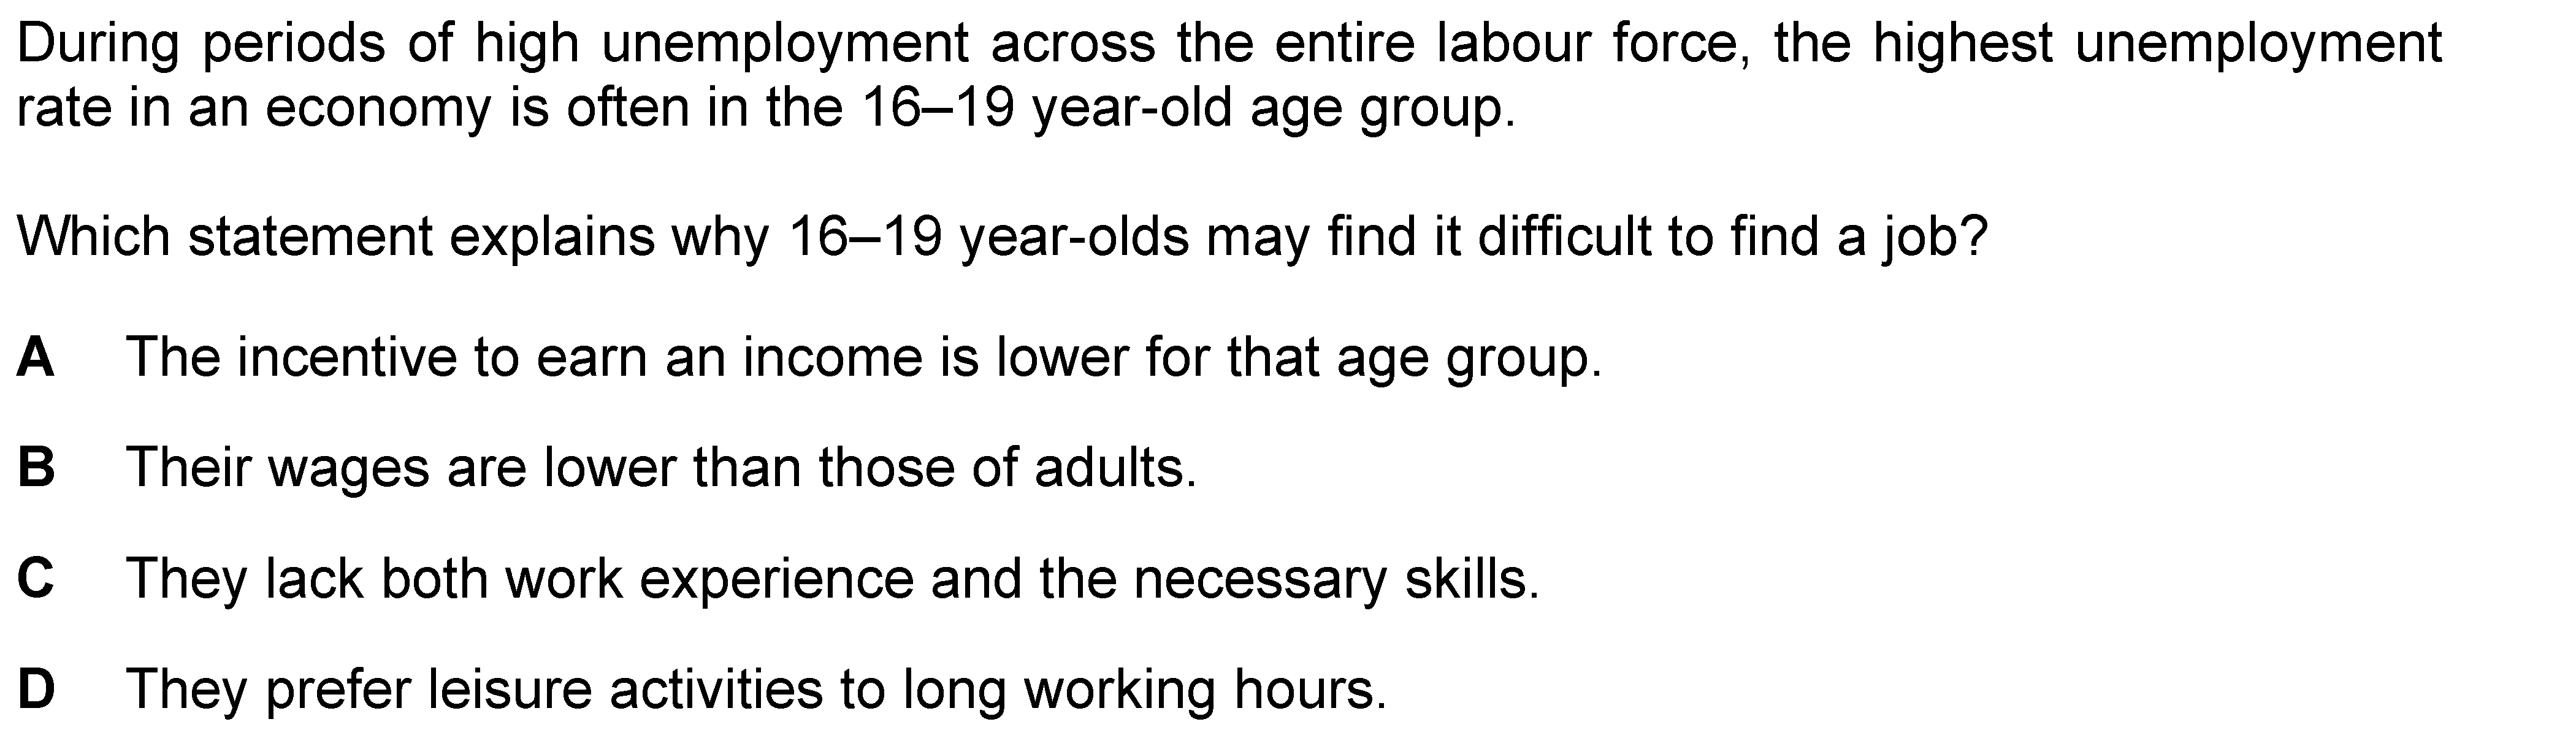 During periods of high unemployment across the entire labour force, the highest unemployment
rate in an economy is often in the 16–19 year-old age group.
Which statement explains why 16–19 year-olds may find it difficult to find a job?
A The incentive to earn an income is lower for that age group.
B Their wages are lower than those of adults.
C They lack both work experience and the necessary skills.
D They prefer leisure activities to long working hours.